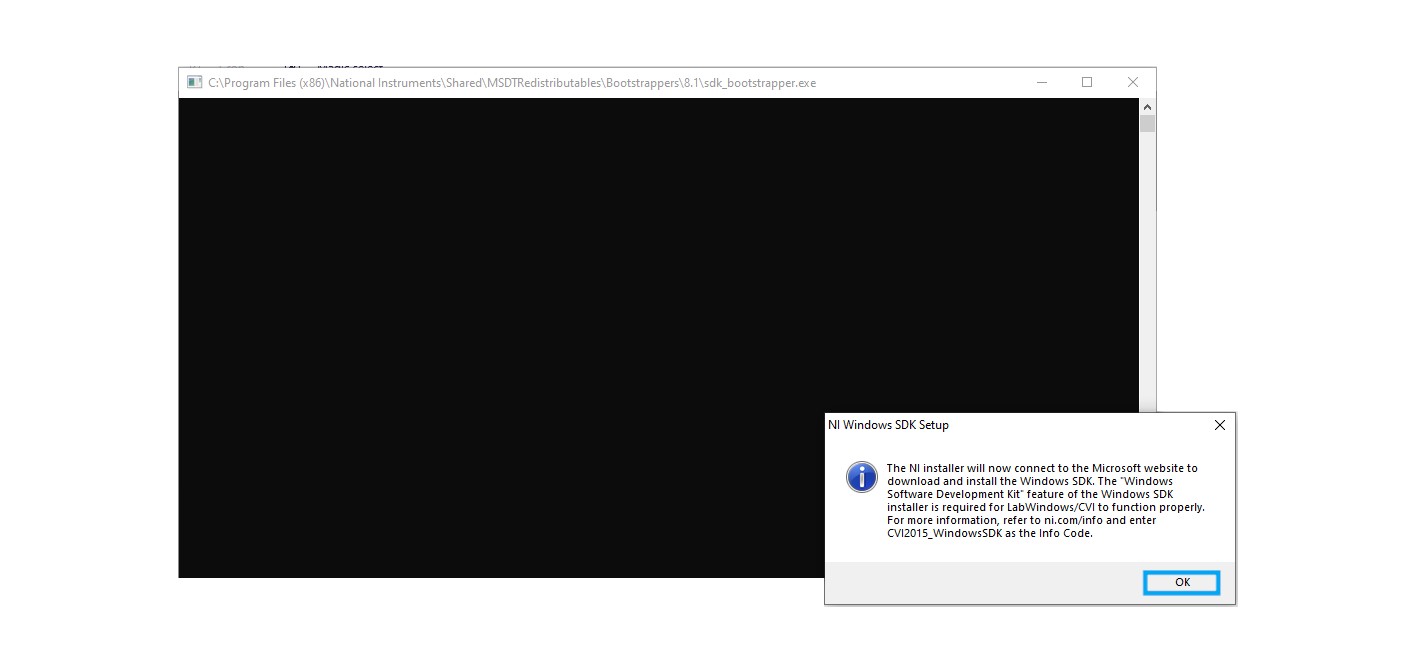 C:\Program Files (x86)\National Instruments\Shared\MSDTRedistributables\Bootstrappers\8.1\sdk_bootstrapper.exe
NI Windows SDK Setup
The NI installer will now connect to the Microsoft website to
download and install the Windows SDK. The "Windows
Software Development Kit" feature of the Windows SDK
installer is required for LabWindows/CVI to function properly.
For more information, refer to ni.com/info and enter
CVI2015_WindowsSDK as the Info Code.
OK